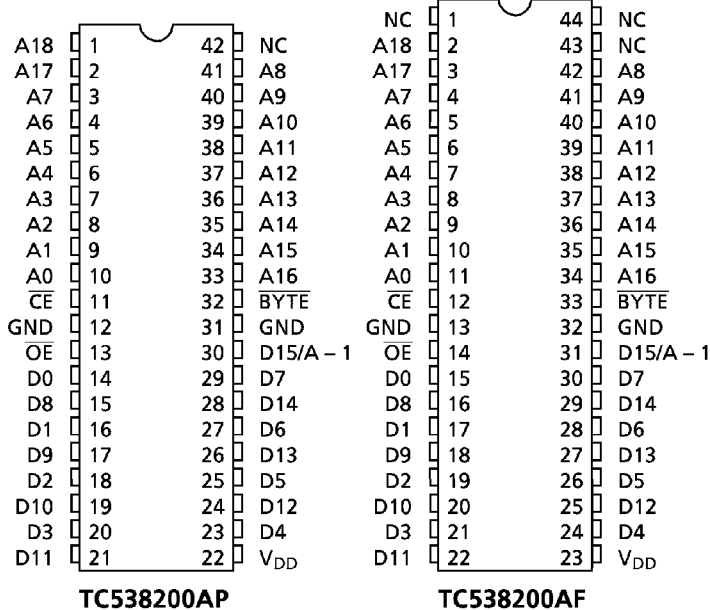 A18 1 42 NC
A17 2 41 A8
A7 3 40 A9
A6 4 39 A10
A5 5 38 A11
A4 6 37 A12
A3 7 36 A13
A2 8 35 A14
A1 9 34 A15
A0 10 33 A16
C̅E̅ 11 32 B̅Y̅T̅E̅
GND 12 31 GND
O̅E̅ 13 30 D15/A – 1
D0 14 29 D7
D8 15 28 D14
D1 16 27 D6
D9 17 26 D13
D2 18 25 D5
D10 19 24 D12
D3 20 23 D4
D11 21 22 VDD
TC538200AP
NC 1 44 NC
A18 2 43 NC
A17 3 42 A8
A7 4 41 A9
A6 5 40 A10
A5 6 39 A11
A4 7 38 A12
A3 8 37 A13
A2 9 36 A14
A1 10 35 A15
A0 11 34 A16
C̅E̅ 12 33 B̅Y̅T̅E̅
GND 13 32 GND
O̅E̅ 14 31 D15/A – 1
D0 15 30 D7
D8 16 29 D14
D1 17 28 D6
D9 18 27 D13
D2 19 26 D5
D10 20 25 D12
D3 21 24 D4
D11 22 23 VDD
TC538200AF